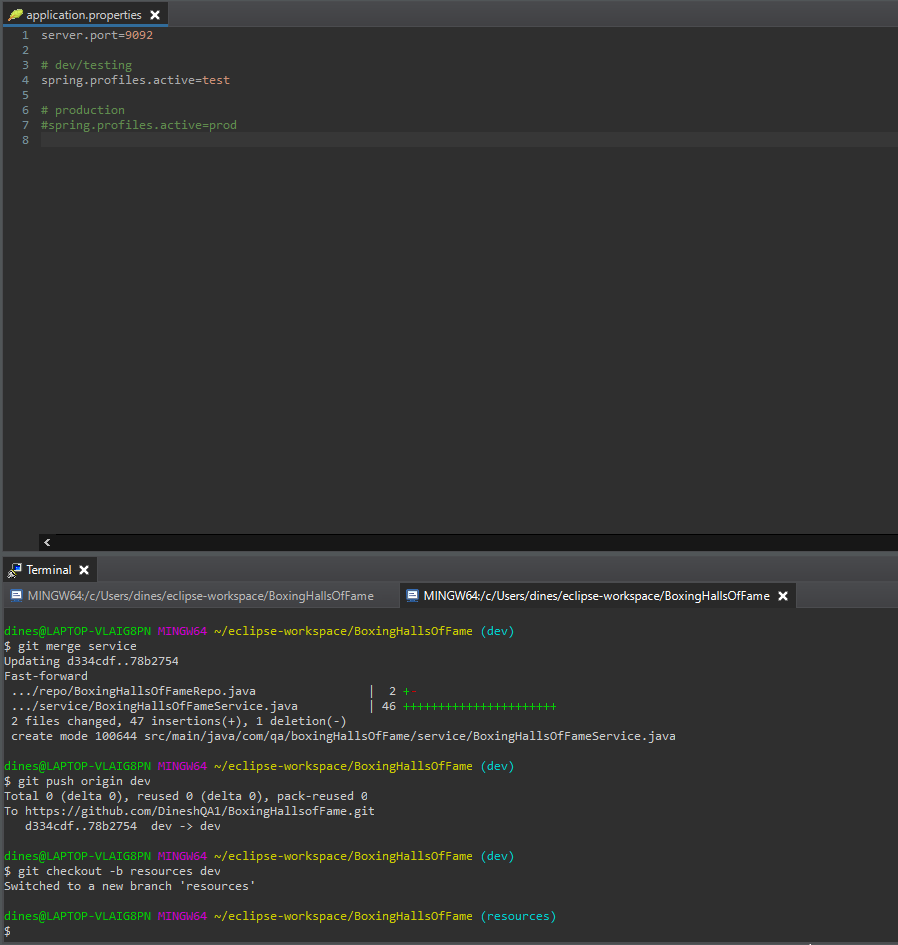 application.properties
1 server.port=9092
2
3 # dev/testing
4 spring.profiles.active=test
5
6 # production
7 #spring.profiles.active=prod
8
Terminal
MINGW64:/c/Users/dines/eclipse-workspace/BoxingHallsOfFame MINGW64:/c/Users/dines/eclipse-workspace/BoxingHallsOfFame
dines@LAPTOP-VLAIG8PN MINGW64 ~/eclipse-workspace/BoxingHallsOfFame (dev)
$ git merge service
Updating d334cdf..78b2754
Fast-forward
.../repo/BoxingHallsOfFameRepo.java | 2 +-
.../service/BoxingHallsOfFameService.java | 46 ++++++++++++++++++++++
2 files changed, 47 insertions(+), 1 deletion(-)
create mode 100644 src/main/java/com/qa/boxingHallsOfFame/service/BoxingHallsOfFameService.java
dines@LAPTOP-VLAIG8PN MINGW64 ~/eclipse-workspace/BoxingHallsOfFame (dev)
$ git push origin dev
Total 0 (delta 0), reused 0 (delta 0), pack-reused 0
To https://github.com/DineshQA1/BoxingHallsofFame.git
d334cdf..78b2754 dev -> dev
dines@LAPTOP-VLAIG8PN MINGW64 ~/eclipse-workspace/BoxingHallsOfFame (dev)
$ git checkout -b resources dev
Switched to a new branch 'resources'
dines@LAPTOP-VLAIG8PN MINGW64 ~/eclipse-workspace/BoxingHallsOfFame (resources)
$